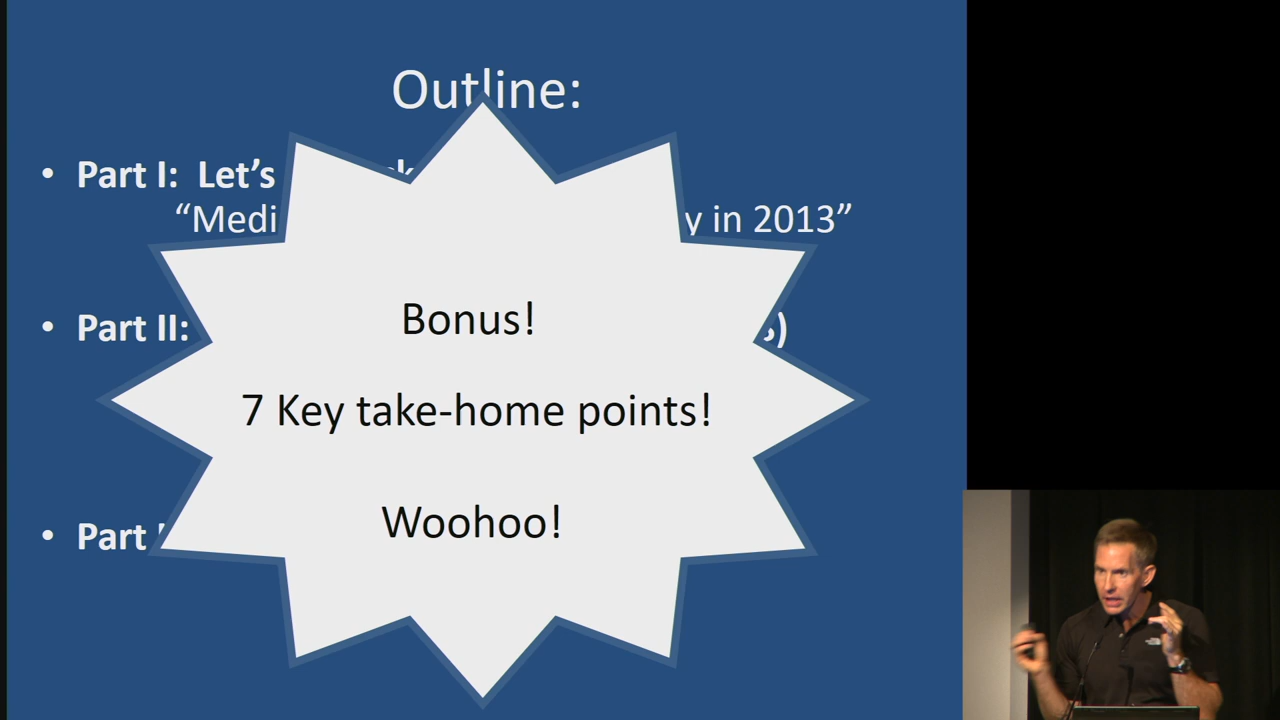 Outline:
• Part I: Let's
"Medi y in 2013"
• Part II: s)
Bonus!
7 Key take-home points!
Woohoo!
• Part